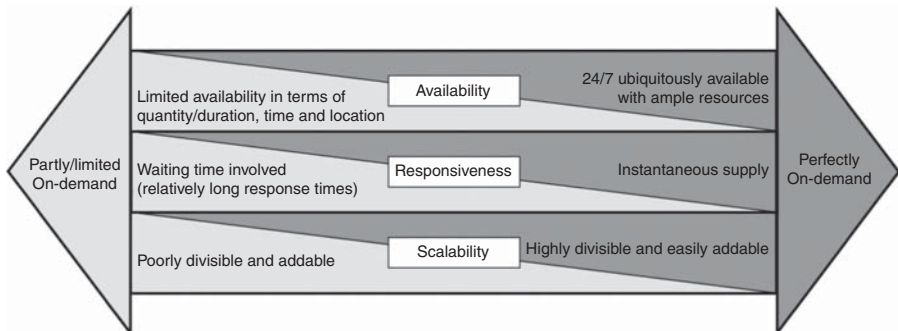 Partly/limited
On-demand
Limited availability in terms of
quantity/duration, time and location
Availability
24/7 ubiquitously available
with ample resources
Waiting time involved
(relatively long response times)
Responsiveness
Instantaneous supply
Poorly divisible and addable
Scalability
Highly divisible and easily addable
Perfectly
On-demand